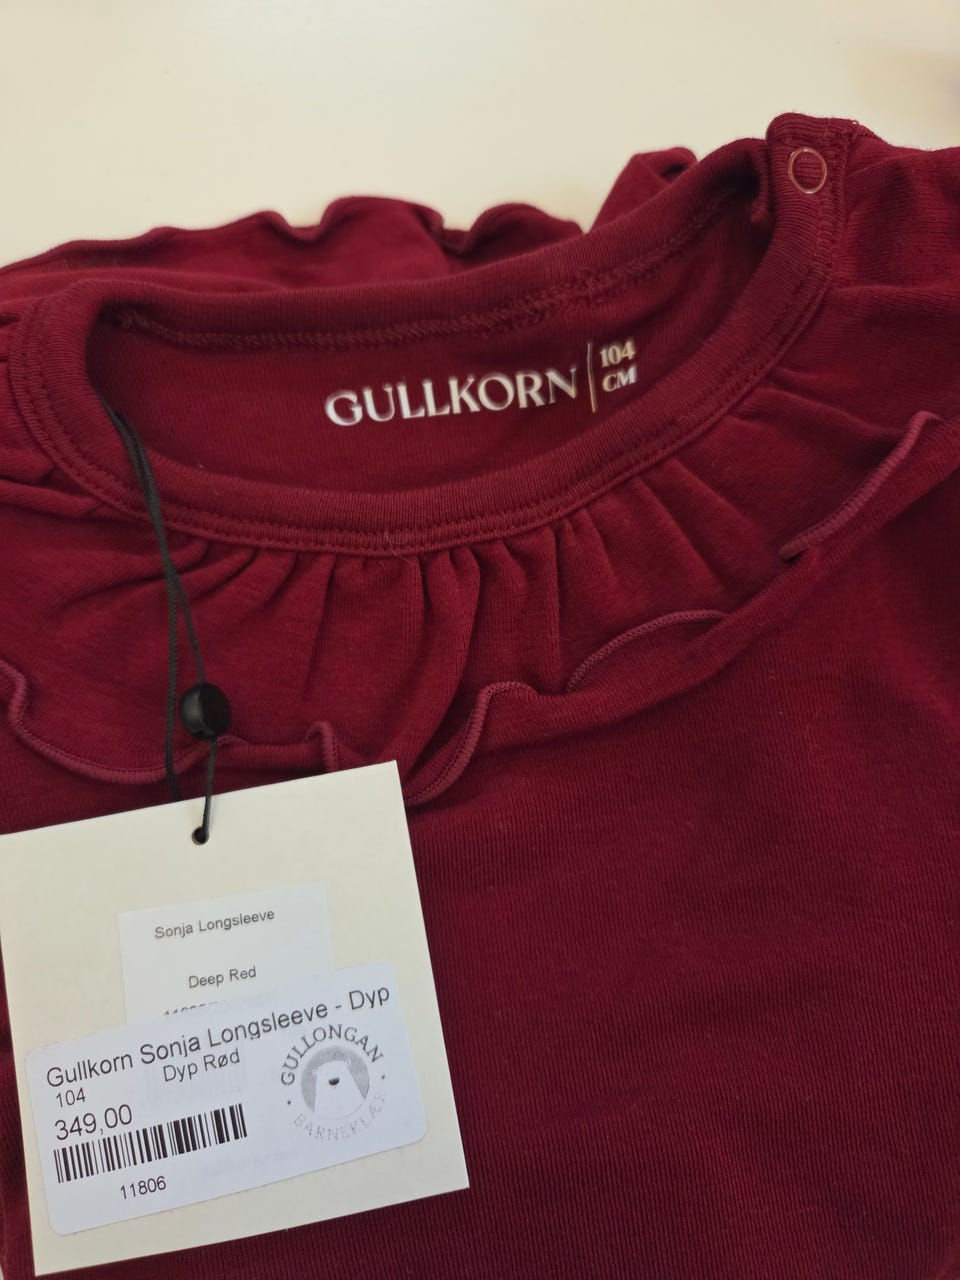 GULLKORN
104
CM
Sonja Longsleeve
Deep Red
Gullkorn Sonja Longsleeve - Dyp
Dyp Rød
104
349,00
11806
GULLONGAN
BARNEKLÆR